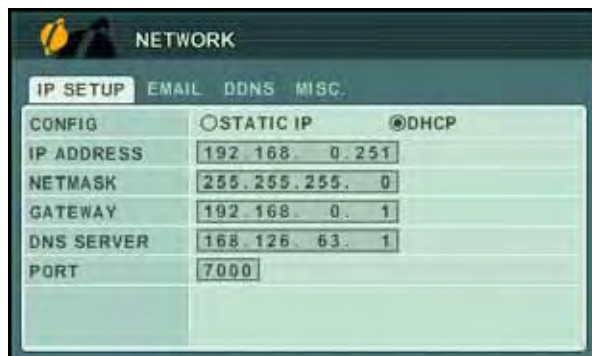 NETWORK
IP SETUP EMAIL DDNS MISC.
CONFIG STATIC IP DHCP
IP ADDRESS 192.168. 0.251
NETMASK 255.255.255. 0
GATEWAY 192.168. 0. 1
DNS SERVER 168.126. 63. 1
PORT 7000